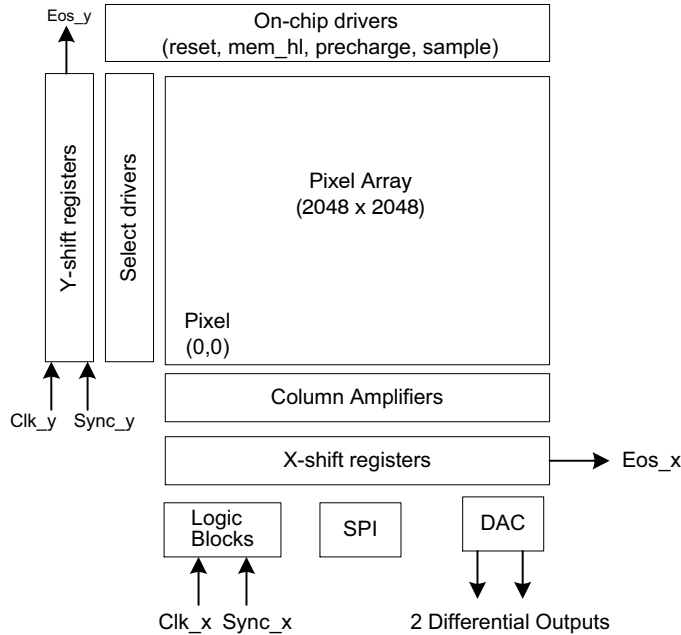 Eos_y
On-chip drivers
(reset, mem_hl, precharge, sample)
Y-shift registers
Select drivers
Pixel Array
(2048 x 2048)
Pixel
(0,0)
Clk_y
Sync_y
Column Amplifiers
X-shift registers
Eos_x
Logic
Blocks
SPI
DAC
Clk_x
Sync_x
2 Differential Outputs